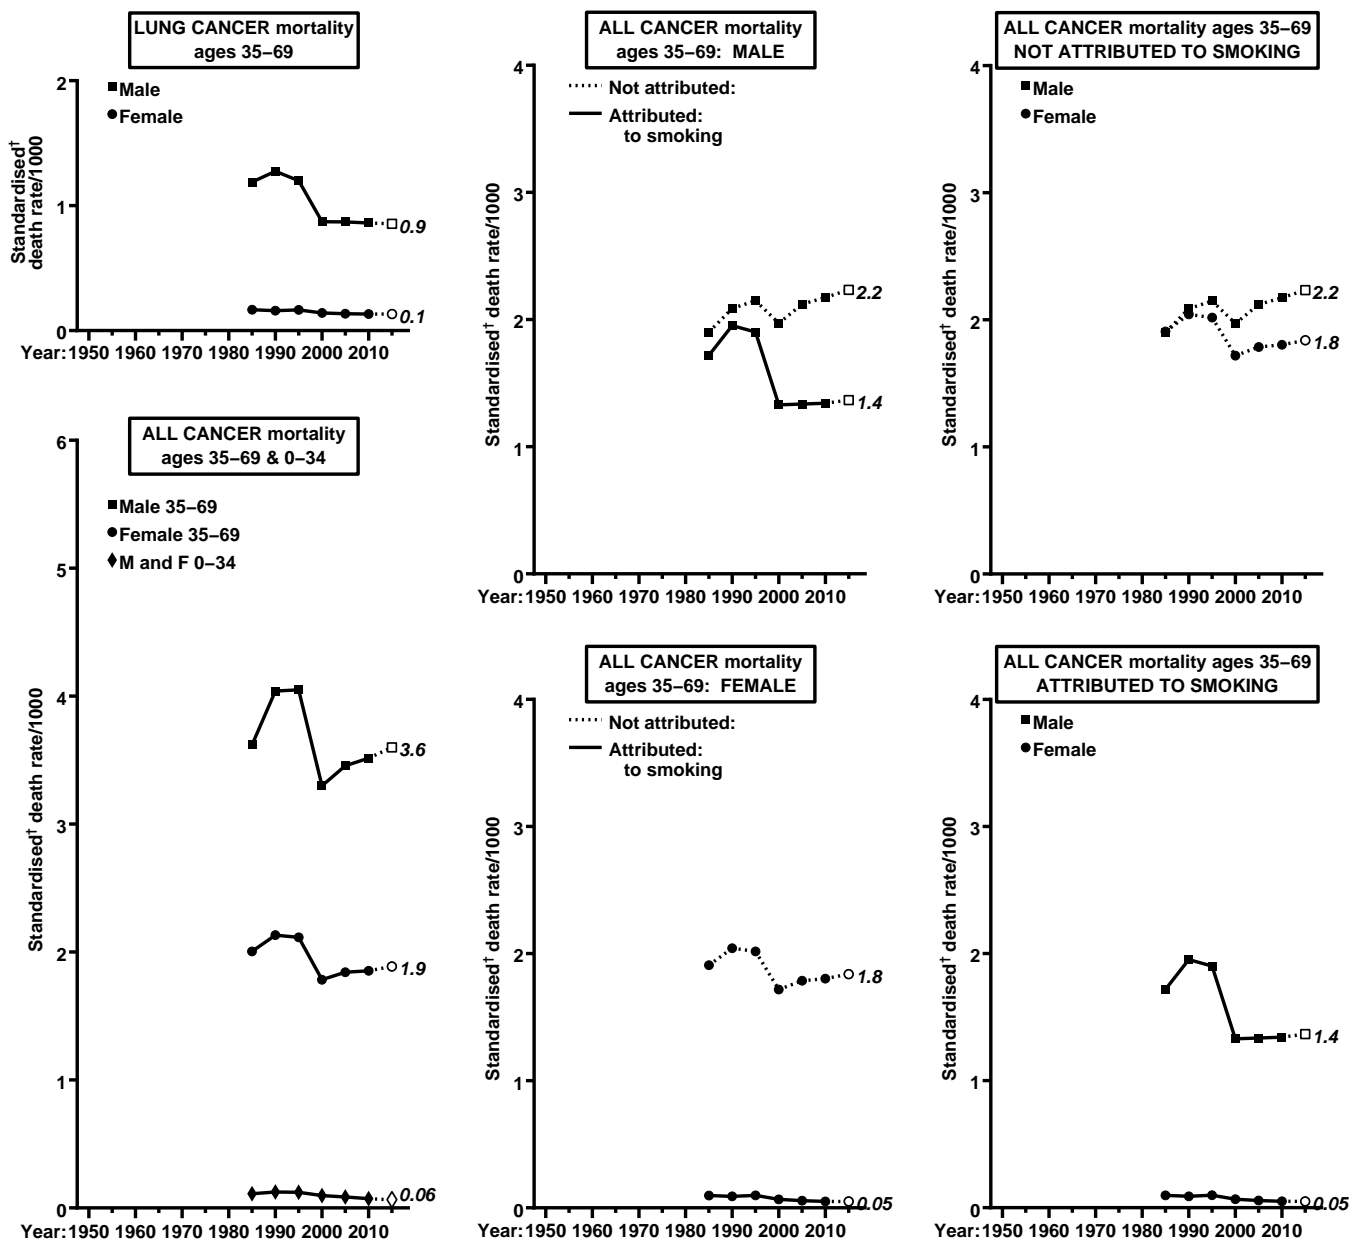 LUNG CANCER mortality
ages 35–69
2
1
0
Standardised†
death rate/1000
Male
Female
0.9
0.1
Year: 1950 1960 1970 1980 1990 2000 2010
ALL CANCER mortality
ages 35–69 & 0–34
6
5
4
3
2
1
0
Standardised† death rate/1000
Male 35–69
Female 35–69
M and F 0–34
3.6
1.9
0.06
Year: 1950 1960 1970 1980 1990 2000 2010
ALL CANCER mortality
ages 35–69: MALE
4
3
2
1
0
Standardised† death rate/1000
Not attributed:
Attributed:
to smoking
2.2
1.4
Year: 1950 1960 1970 1980 1990 2000 2010
ALL CANCER mortality
ages 35–69: FEMALE
4
3
2
1
0
Standardised† death rate/1000
Not attributed:
Attributed:
to smoking
1.8
0.05
Year: 1950 1960 1970 1980 1990 2000 2010
ALL CANCER mortality ages 35–69
NOT ATTRIBUTED TO SMOKING
4
3
2
1
0
Standardised† death rate/1000
Male
Female
2.2
1.8
Year: 1950 1960 1970 1980 1990 2000 2010
ALL CANCER mortality ages 35–69
ATTRIBUTED TO SMOKING
4
3
2
1
0
Standardised† death rate/1000
Male
Female
1.4
0.05
Year: 1950 1960 1970 1980 1990 2000 2010